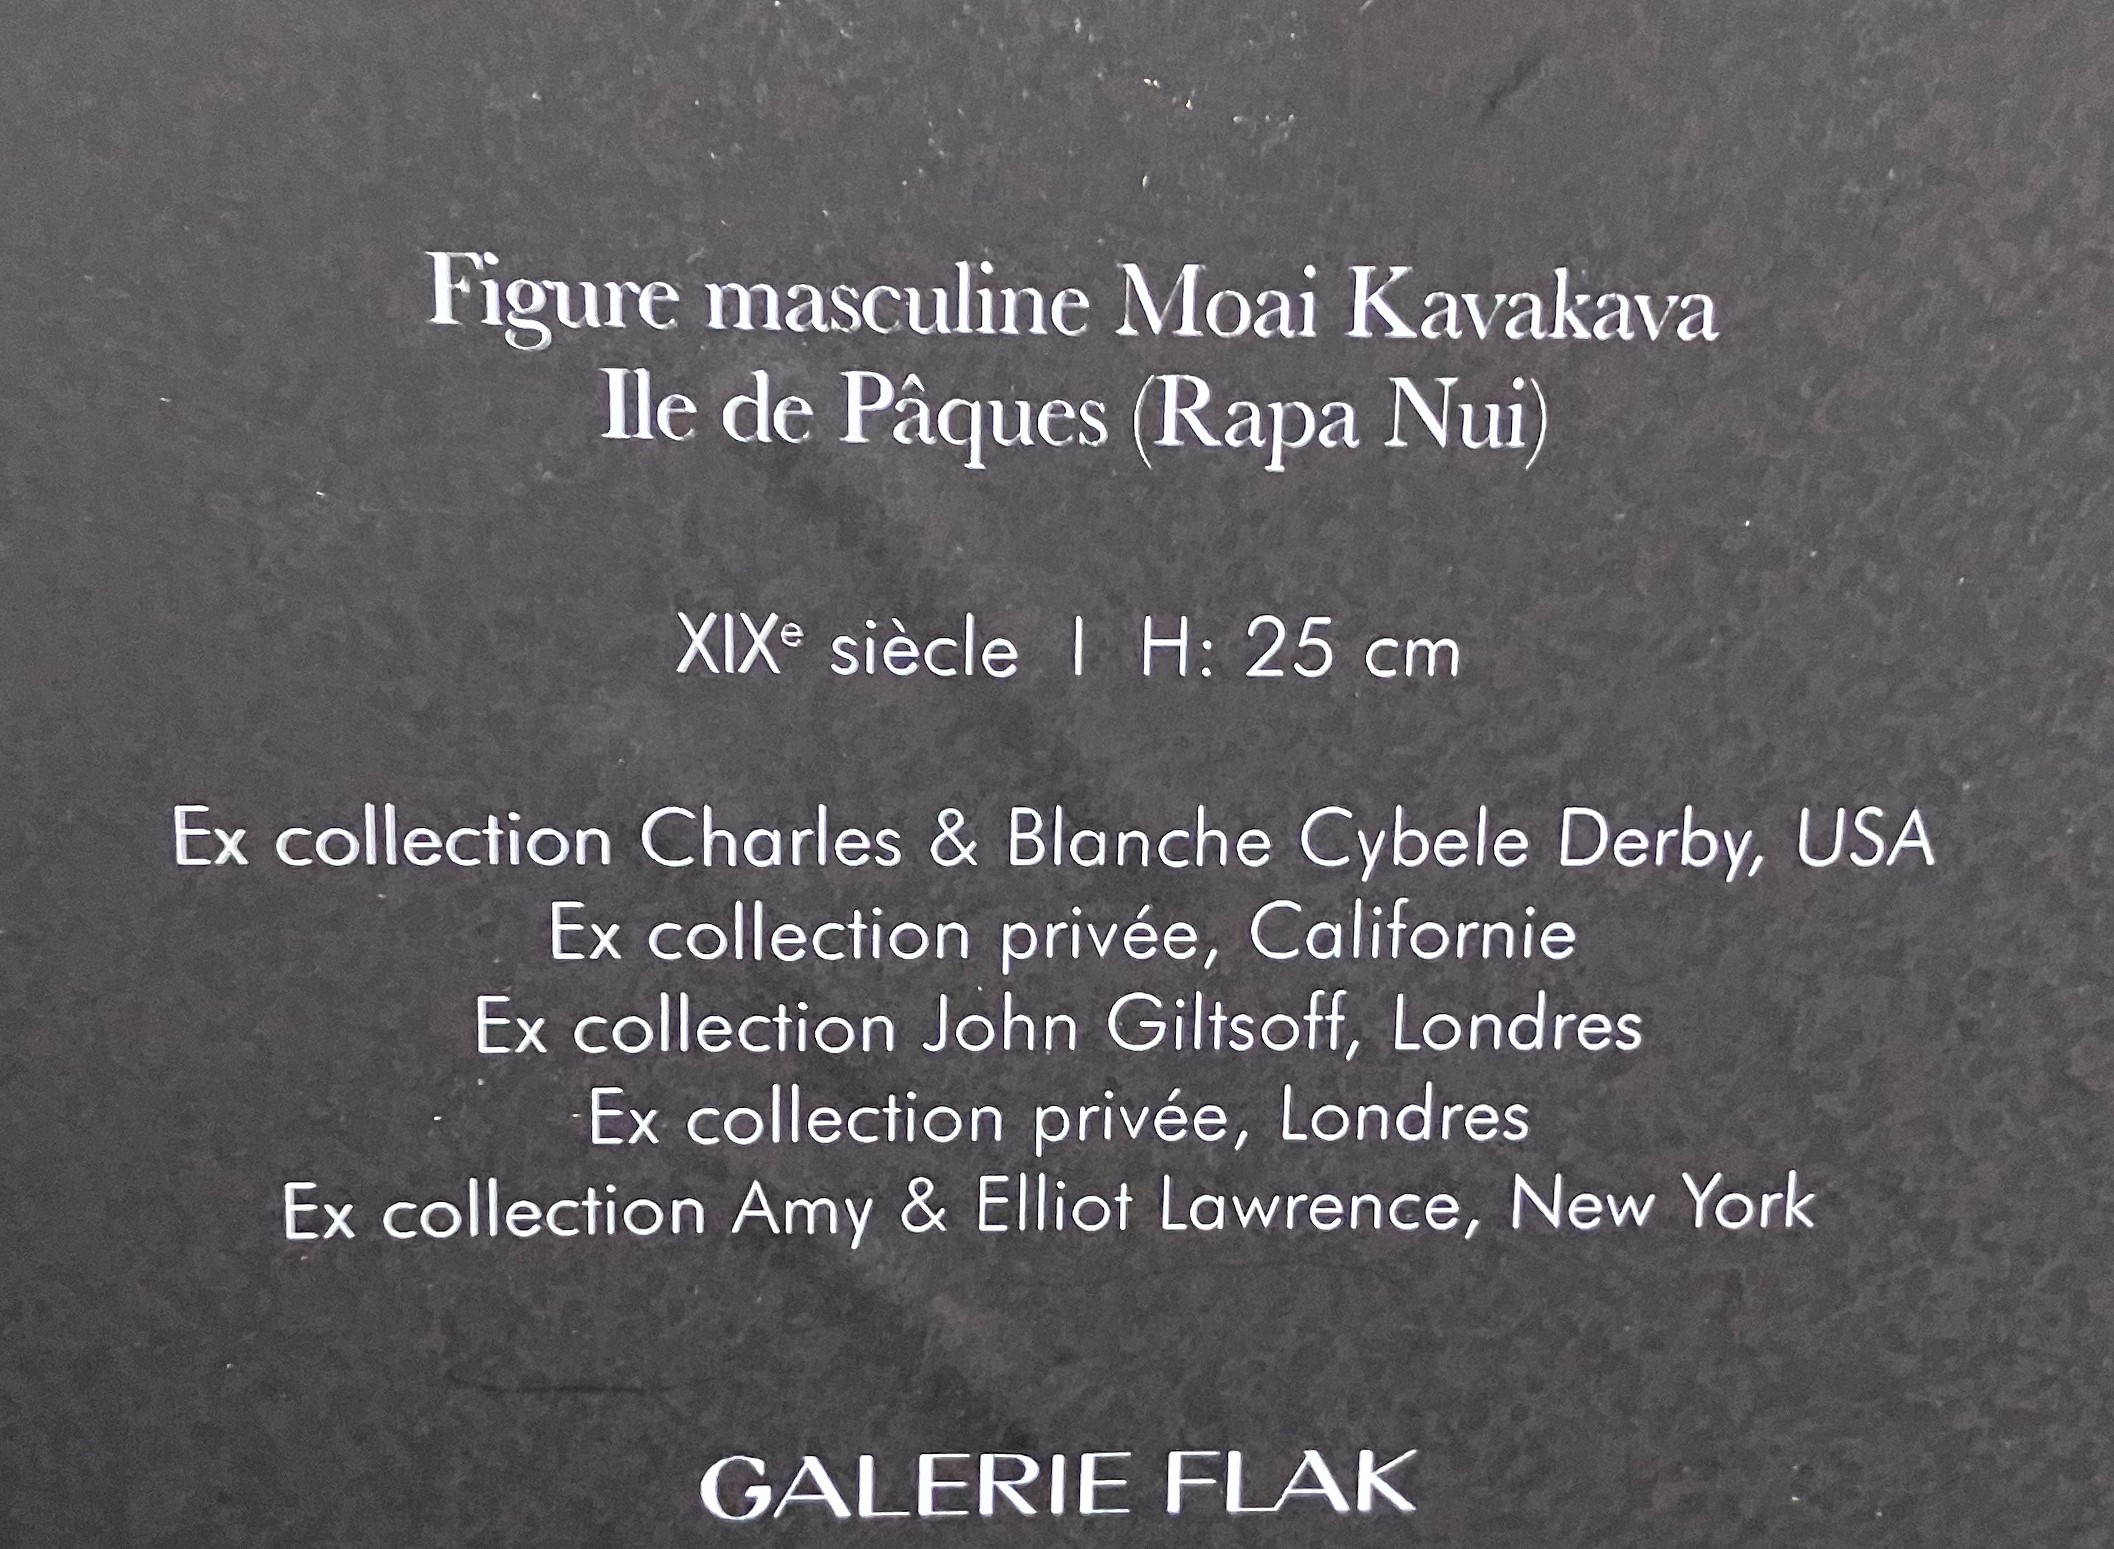 Figure masculine Moai Kavakava
Ile de Pâques (Rapa Nui)
XIXe siècle | H: 25 cm
Ex collection Charles & Blanche Cybele Derby, USA
Ex collection privée, Californie
Ex collection John Giltsoff, Londres
Ex collection privée, Londres
Ex collection Amy & Elliot Lawrence, New York
GALERIE FLAK